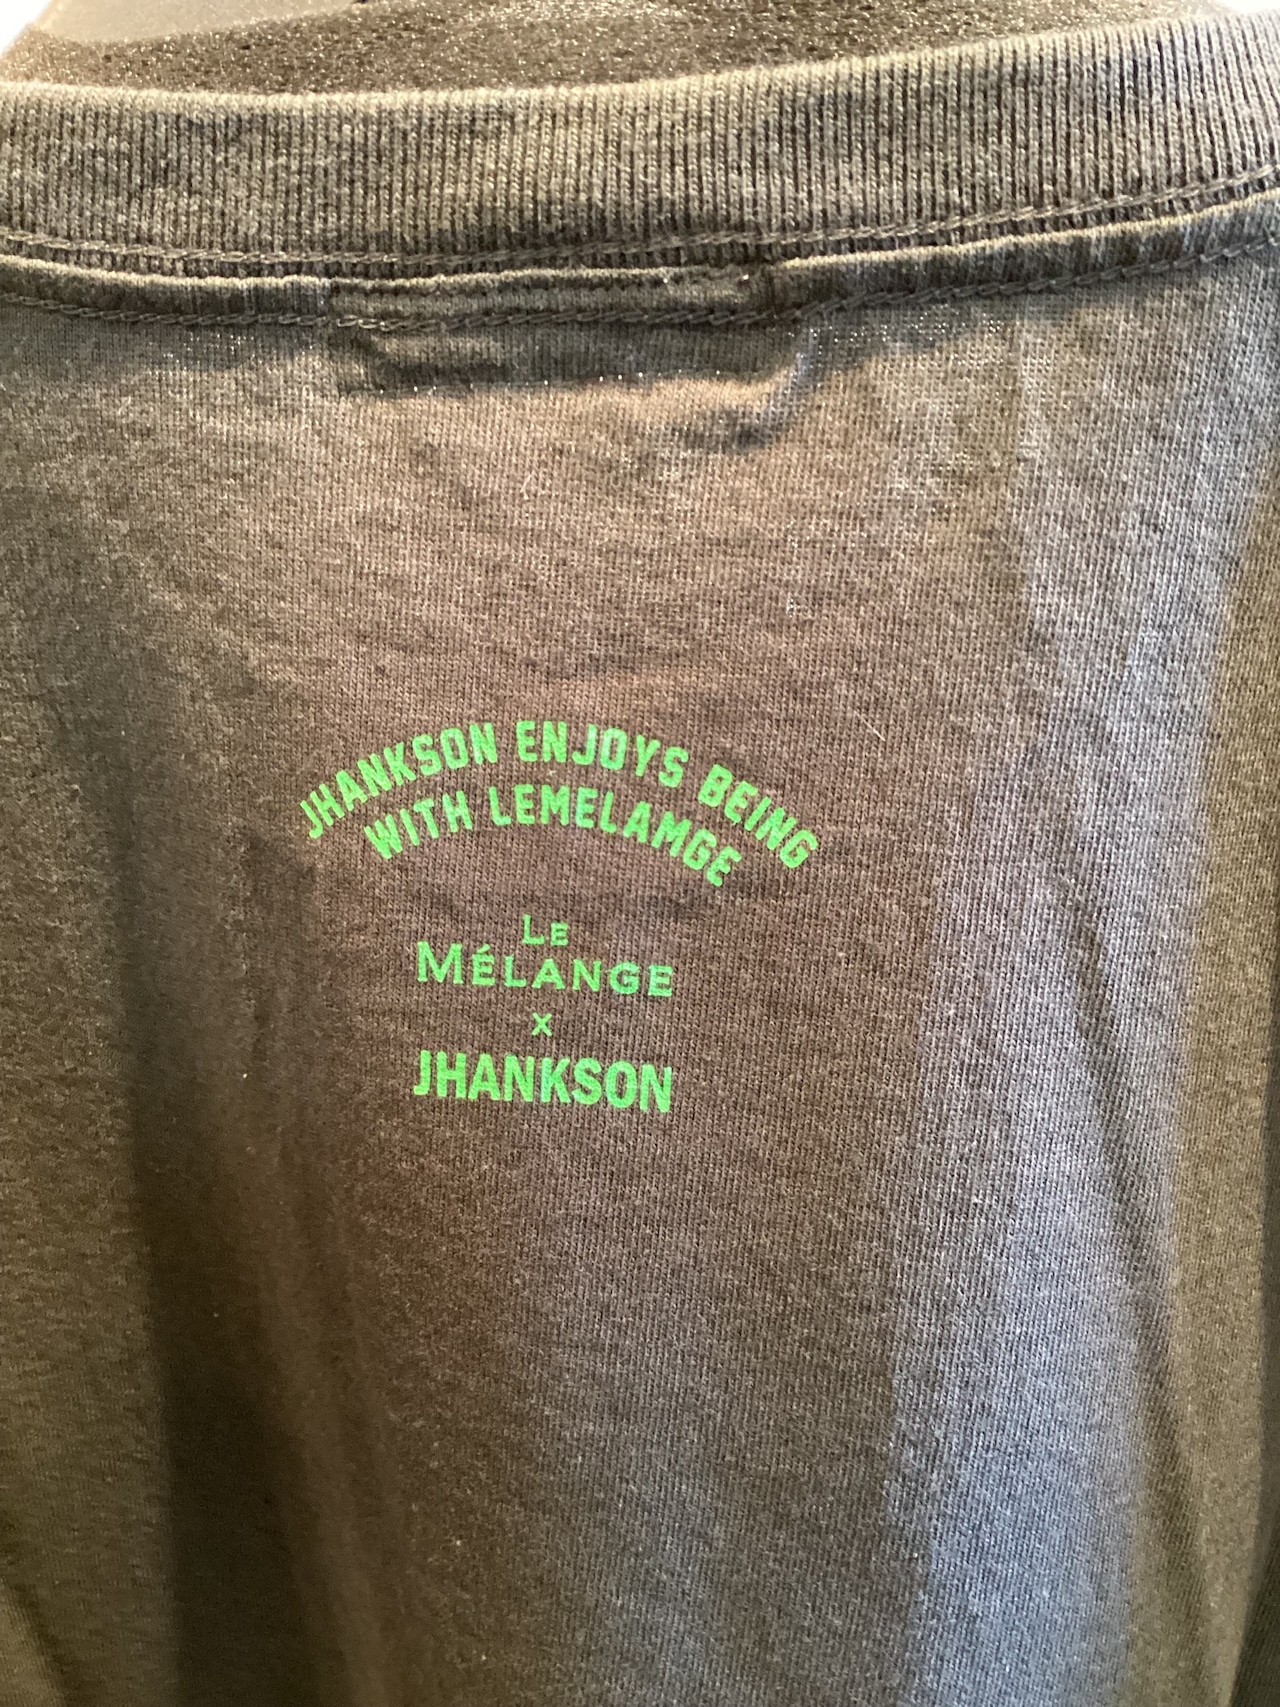 JHANKSON ENJOYS BEING
WITH LEMELAMGE
LE
MÉLANGE
x
JHANKSON